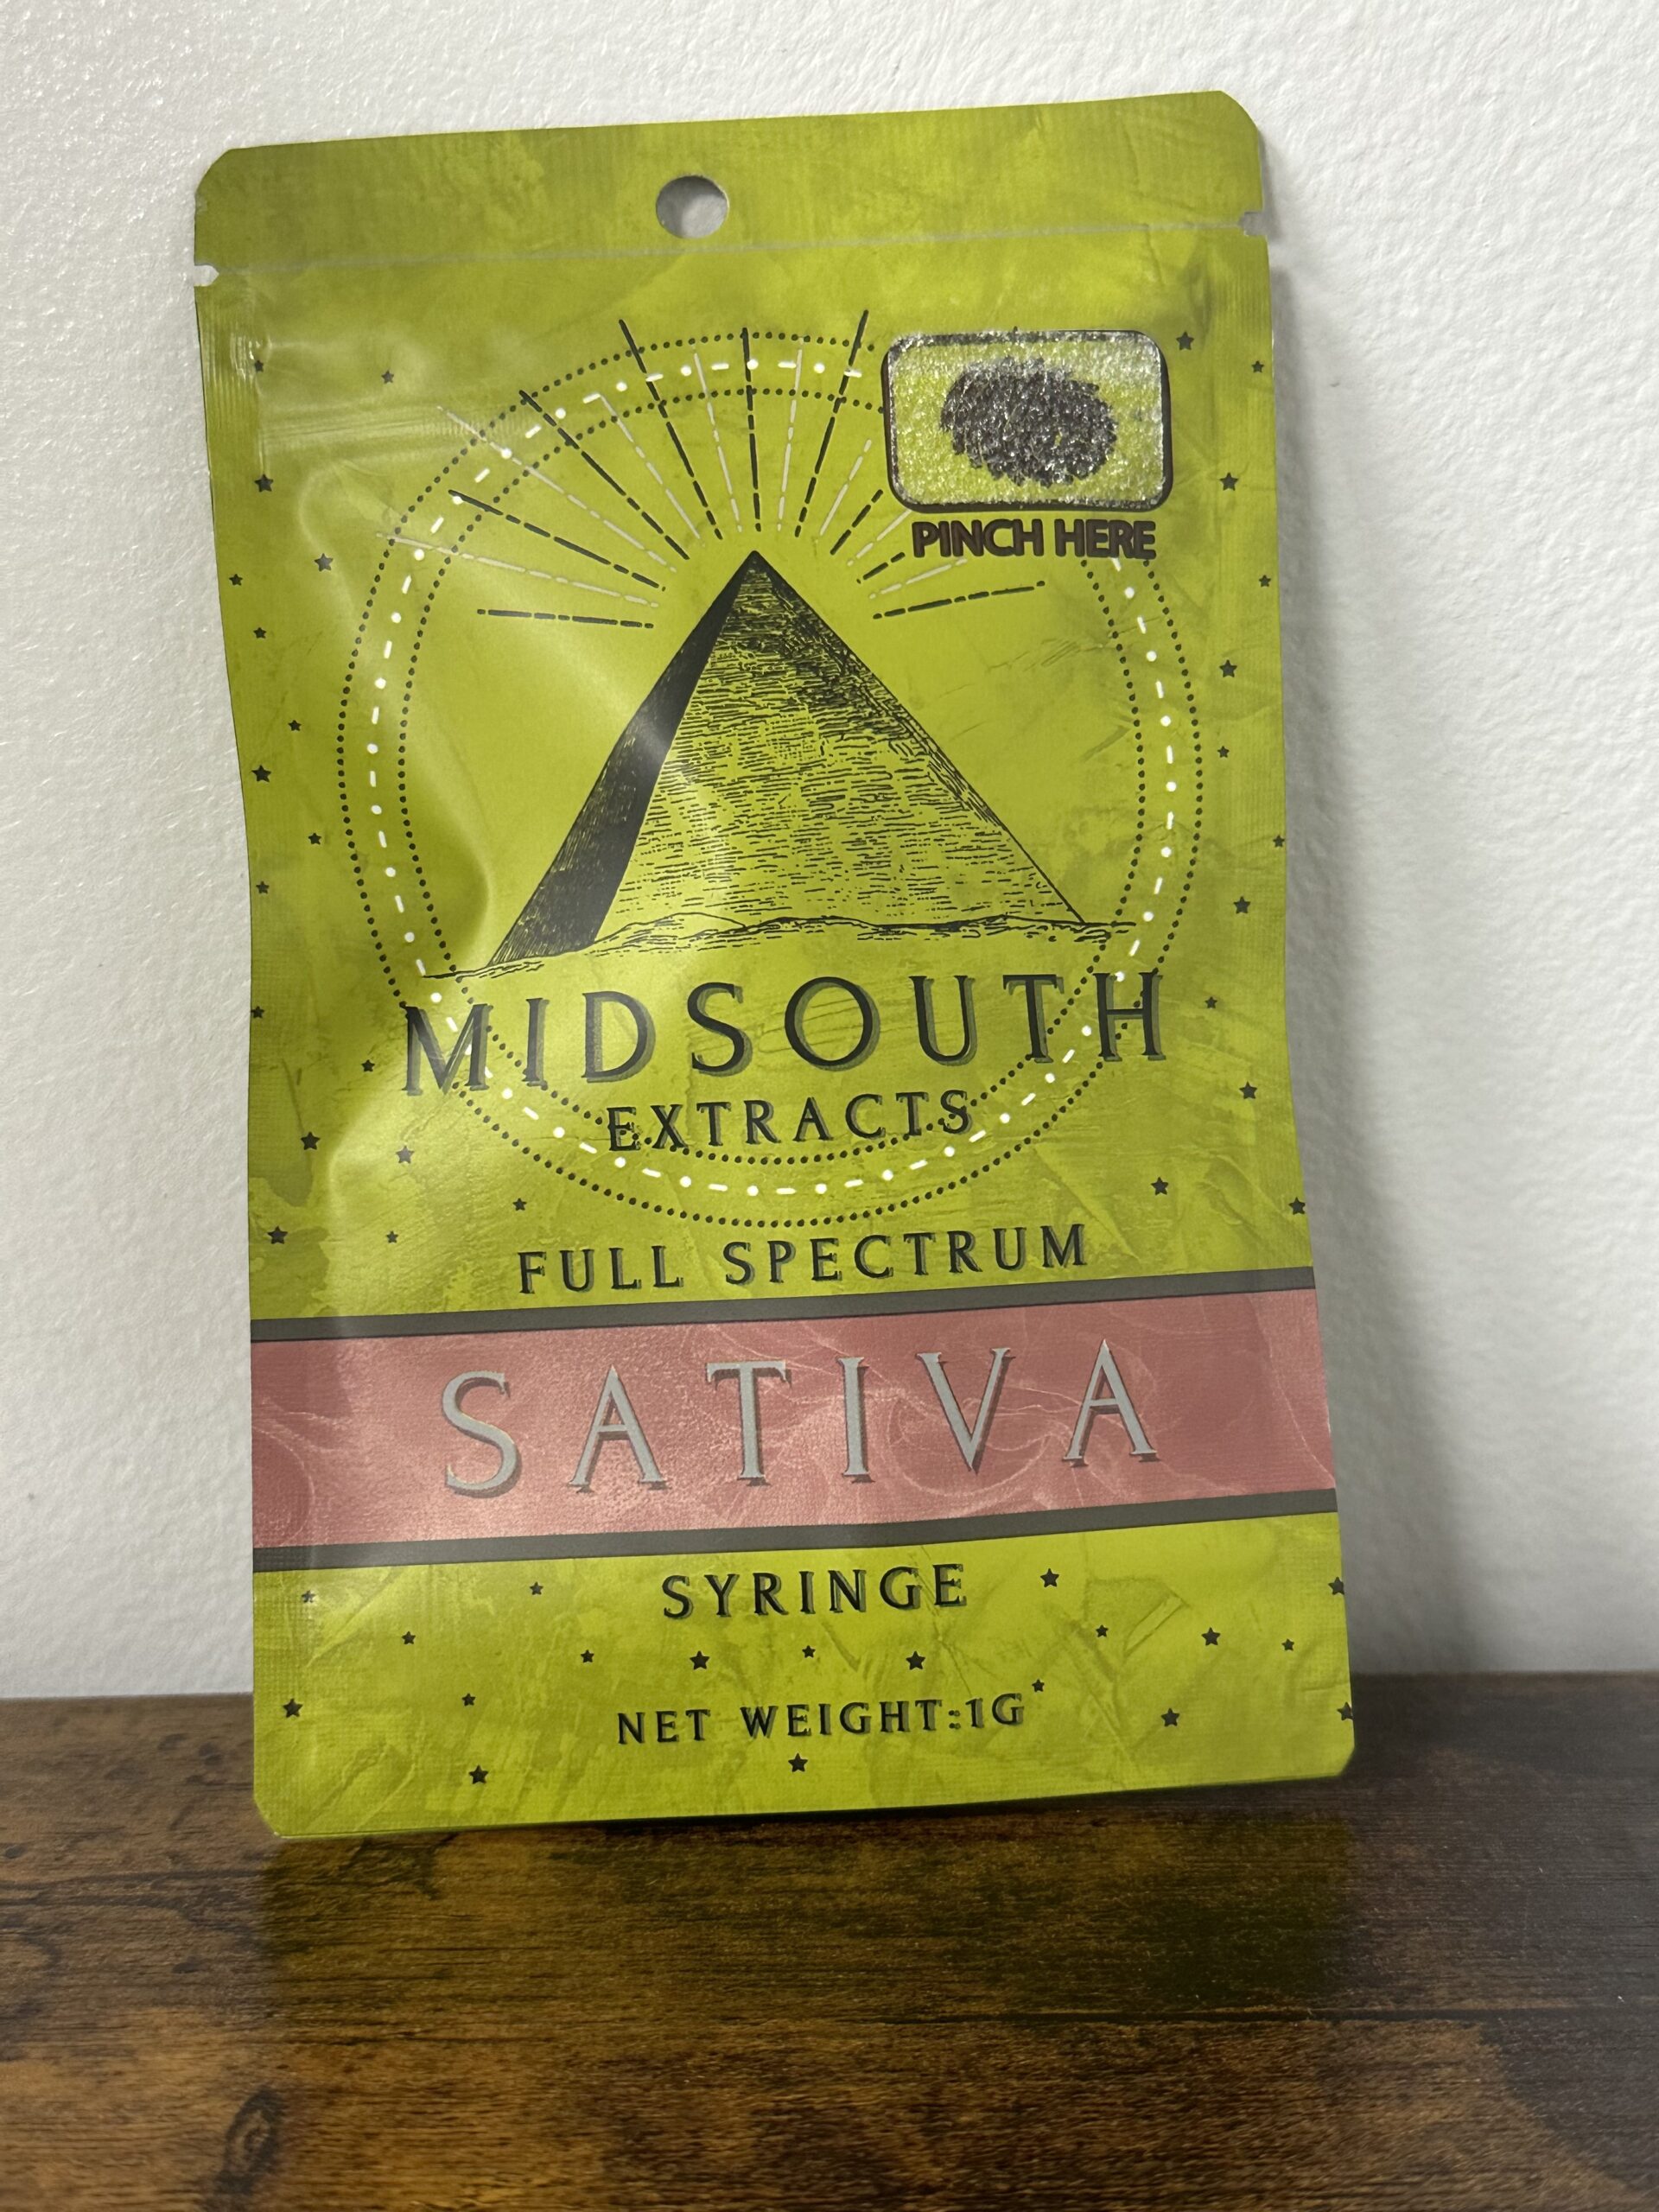 PINCH HERE
MIDSOUTH
EXTRACTS
FULL SPECTRUM
SATIVA
SYRINGE
NET WEIGHT:1G